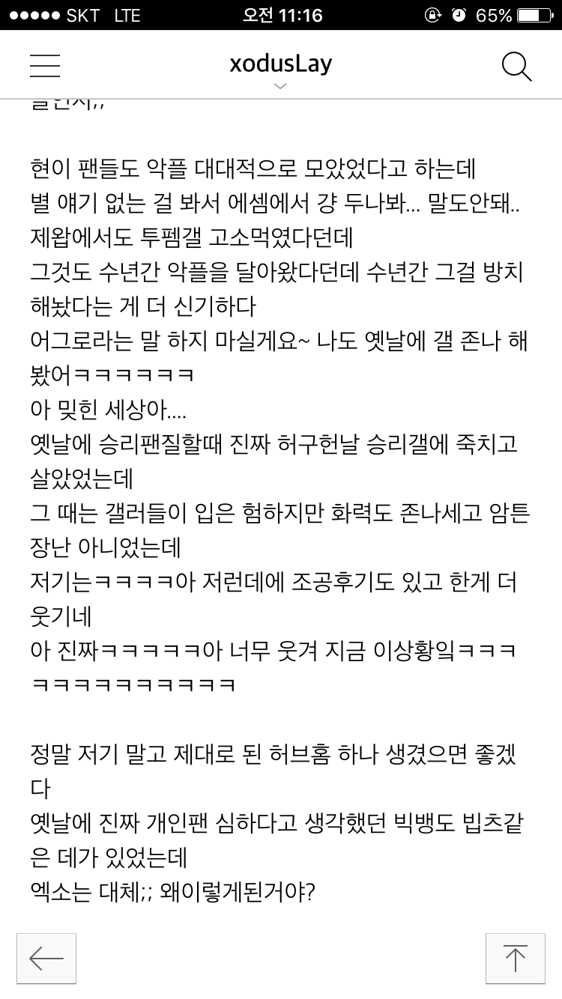 SKT LTE 오전 11:16 65%
xodusLay
현이 팬들도 악플 대대적으로 모았었다고 하는데
별 얘기 없는 걸 봐서 에셈에서 걍 두나봐... 말도안돼..
제왑에서도 투펨갤 고소먹였다던데
그것도 수년간 악플을 달아왔다던데 수년간 그걸 방치
해놨다는 게 더 신기하다
어그로라는 말 하지 마실게요~ 나도 옛날에 갤 존나 해
봤어ㅋㅋㅋㅋㅋㅋ
아 밎힌 세상아....
옛날에 승리팬질할때 진짜 허구헌날 승리갤에 죽치고
살았었는데
그 때는 갤러들이 입은 험하지만 화력도 존나세고 암튼
장난 아니었는데
저기는ㅋㅋㅋㅋ아 저런데에 조공후기도 있고 한게 더
웃기네
아 진짜ㅋㅋㅋㅋㅋ아 너무 웃겨 지금 이상황잌ㅋㅋㅋ
ㅋㅋㅋㅋㅋㅋㅋㅋㅋㅋ
정말 저기 말고 제대로 된 허브홈 하나 생겼으면 좋겠
다
옛날에 진짜 개인팬 심하다고 생각했던 빅뱅도 빕츠같
은 데가 있었는데
엑소는 대체;; 왜이렇게된거야?